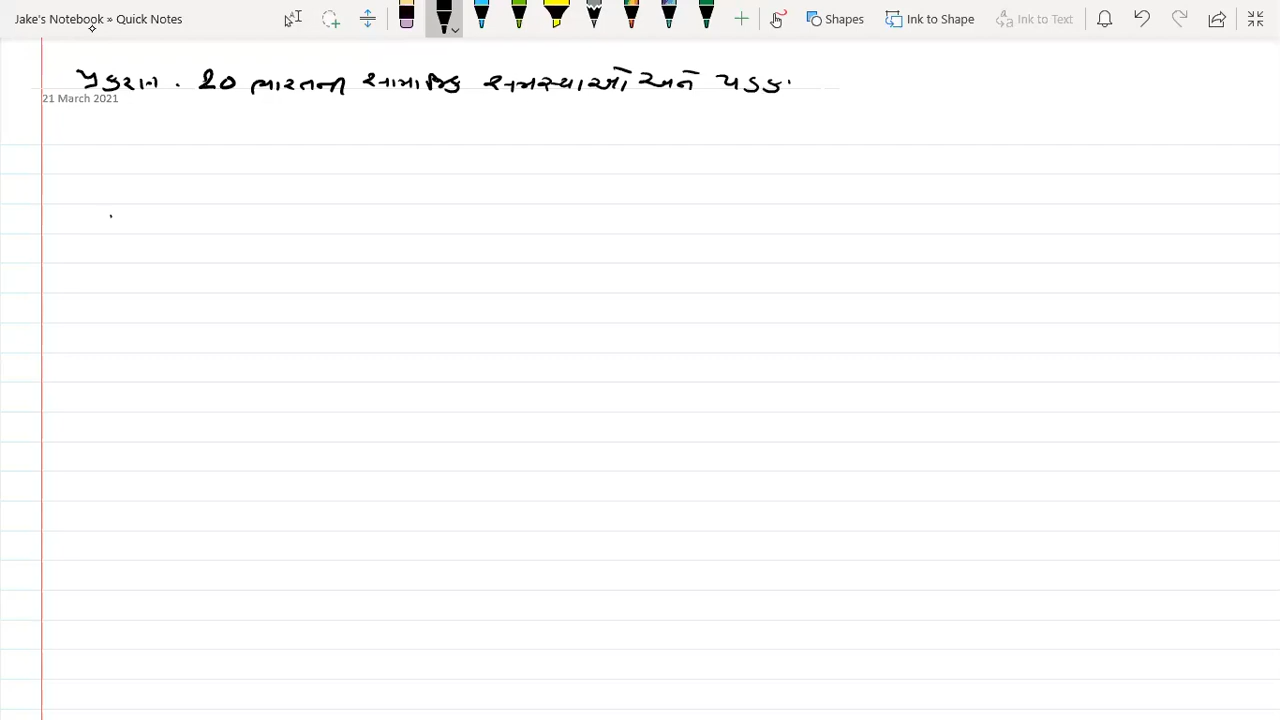 Jake's Notebook » Quick Notes
Shapes
Ink to Shape
Ink to Text
પ્રકરણ. 20 ભારતની સામાજિક સમસ્યાઓ અને પડકા
21 March 2021